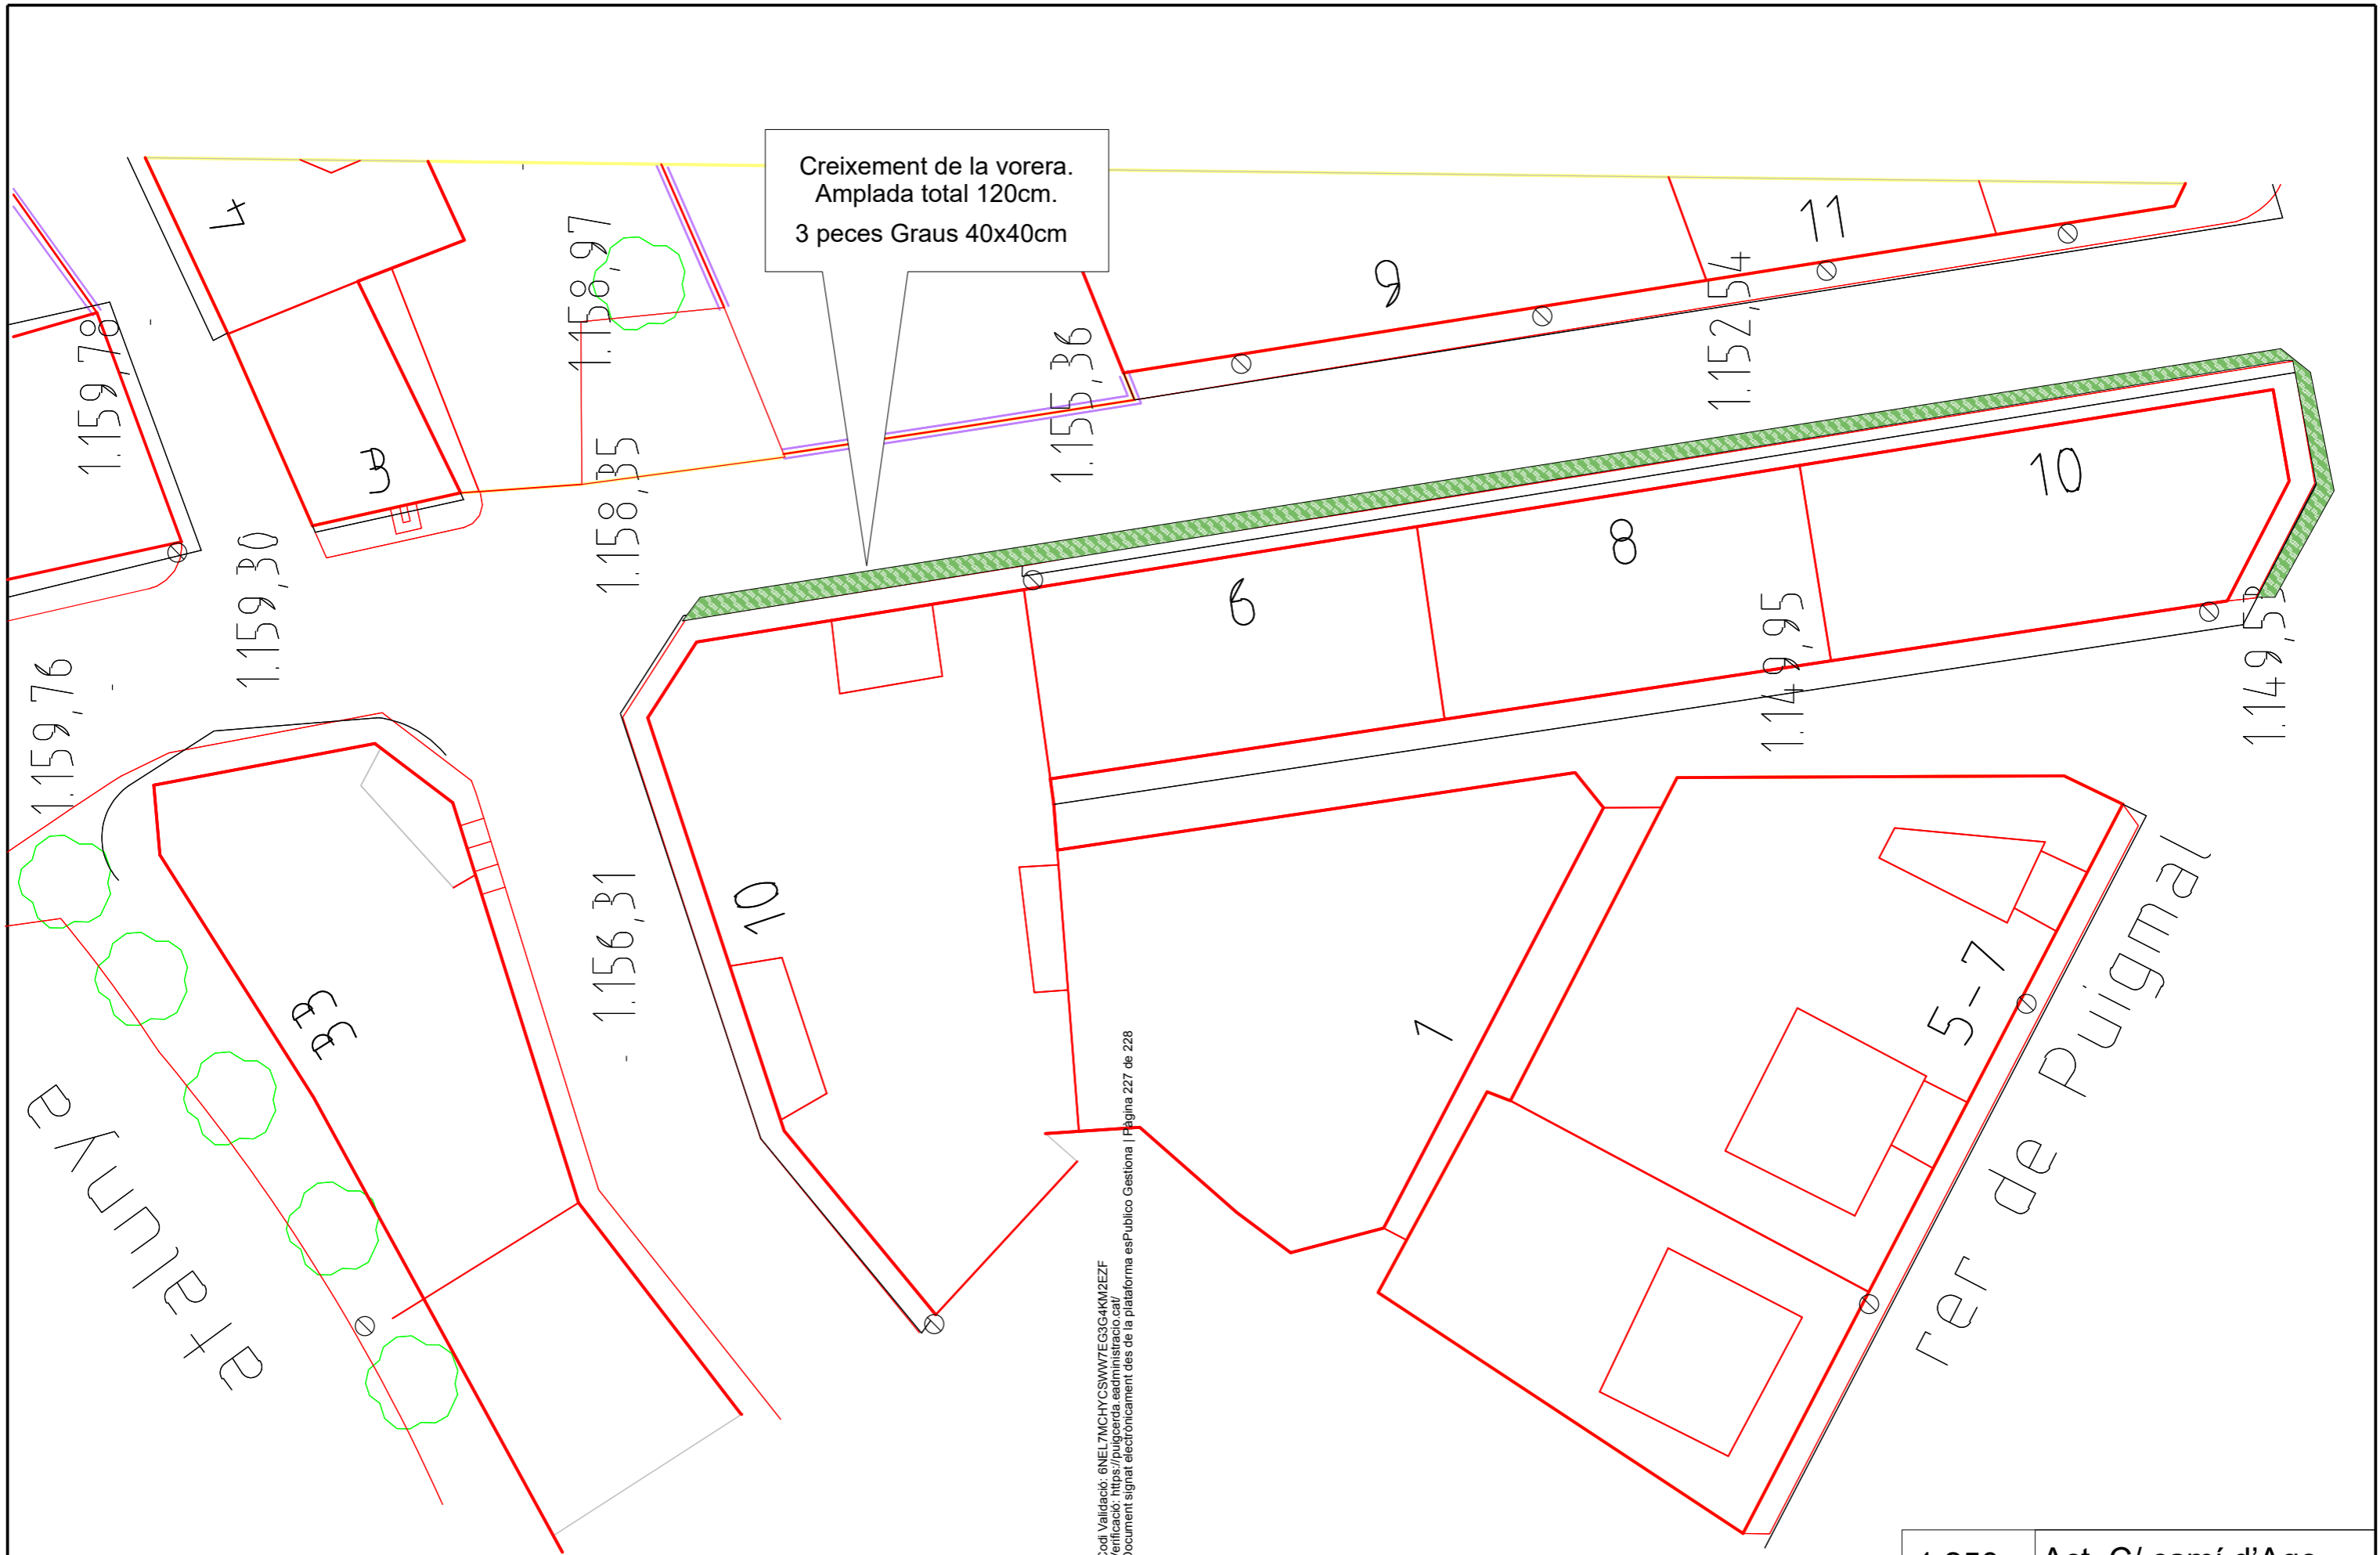 Creixement de la vorera.
Amplada total 120cm.
3 peces Graus 40x40cm
4
11
9
1.158,97
1.152,54
1.159,78
1.155,36
3
1.158,35
10
8
6
1.159,30
1.149,95
1.159,76
10
1.156,31
33
1
5-7
rer de Puigmal
atalunya
Codi Validació: 6NEL7MCHYCSWW7EG3G4KM2EZF
Verificació: https://puigcerda.eadministracio.cat/
Document signat electrònicament des de la plataforma esPublico Gestiona | Pàgina 227 de 228